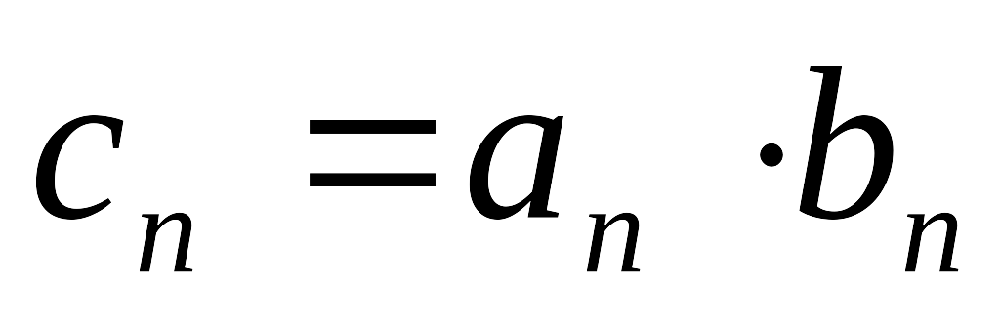 cₙ = aₙ · bₙ